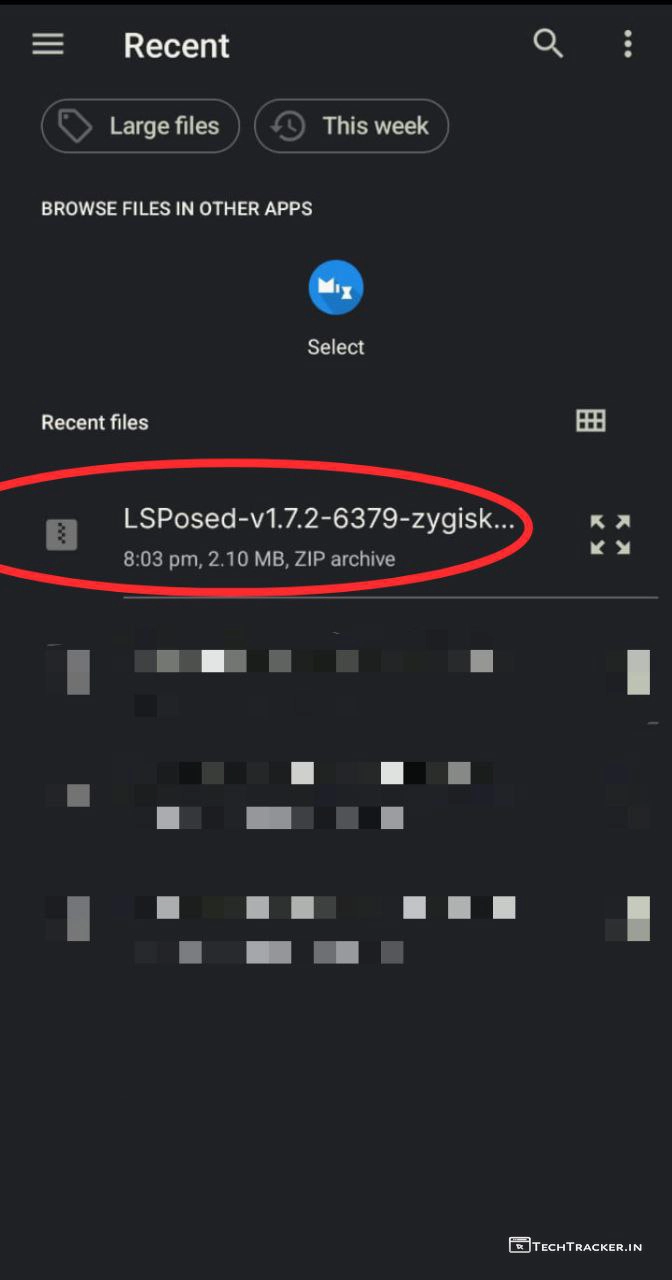 Recent
Large files
This week
BROWSE FILES IN OTHER APPS
Select
Recent files
LSPosed-v1.7.2-6379-zygisk...
8:03 pm, 2.10 MB, ZIP archive
TECHTRACKER.IN